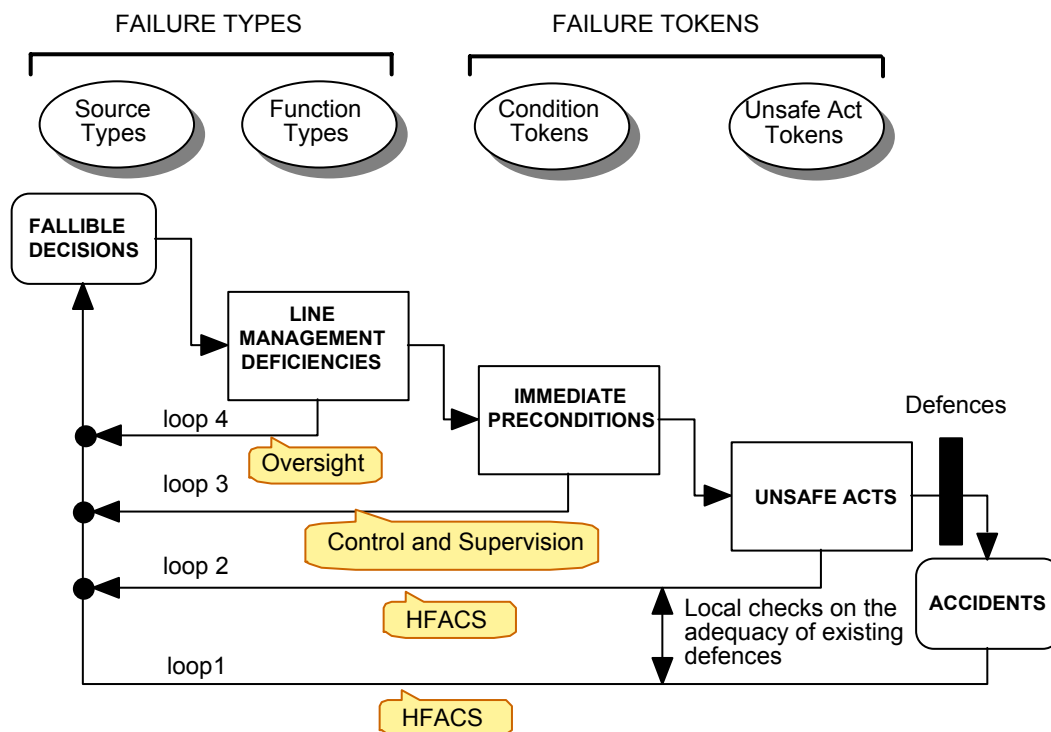 FAILURE TYPES
FAILURE TOKENS
Source
Types
Function
Types
Condition
Tokens
Unsafe Act
Tokens
FALLIBLE
DECISIONS
LINE
MANAGEMENT
DEFICIENCIES
IMMEDIATE
PRECONDITIONS
Defences
UNSAFE ACTS
ACCIDENTS
loop 4
Oversight
loop 3
Control and Supervision
loop 2
HFACS
Local checks on the
adequacy of existing
defences
loop1
HFACS